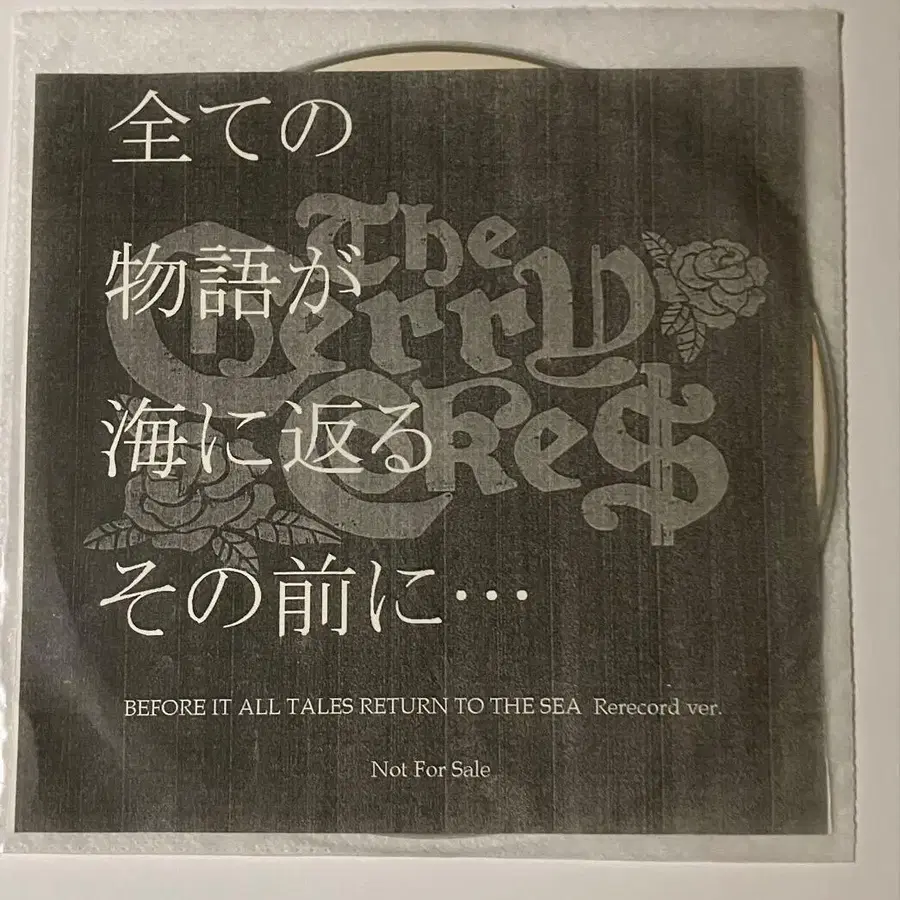 全ての
The
物語が
Cherry
海に返る
Coke$
その前に…
BEFORE IT ALL TALES RETURN TO THE SEA Rerecord ver.
Not For Sale